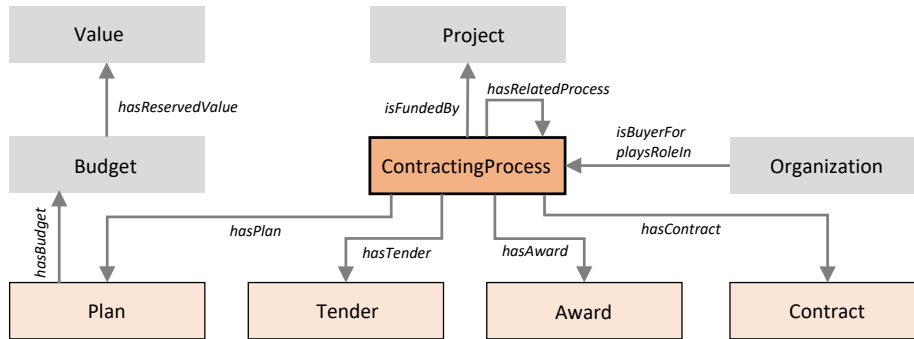 Value
Project
hasReservedValue
isFundedBy
hasRelatedProcess
isBuyerFor
playsRoleIn
Budget
ContractingProcess
Organization
hasBudget
hasPlan
hasTender
hasAward
hasContract
Plan
Tender
Award
Contract